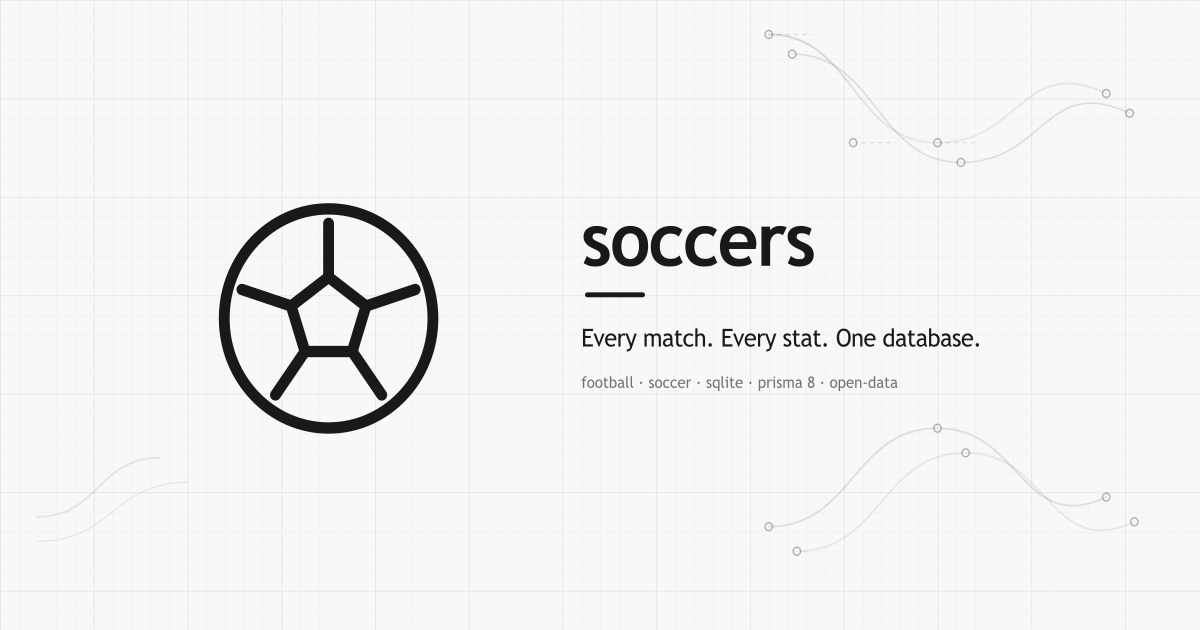 soccers
Every match. Every stat. One database.
football · soccer · sqlite · prisma 8 · open-data